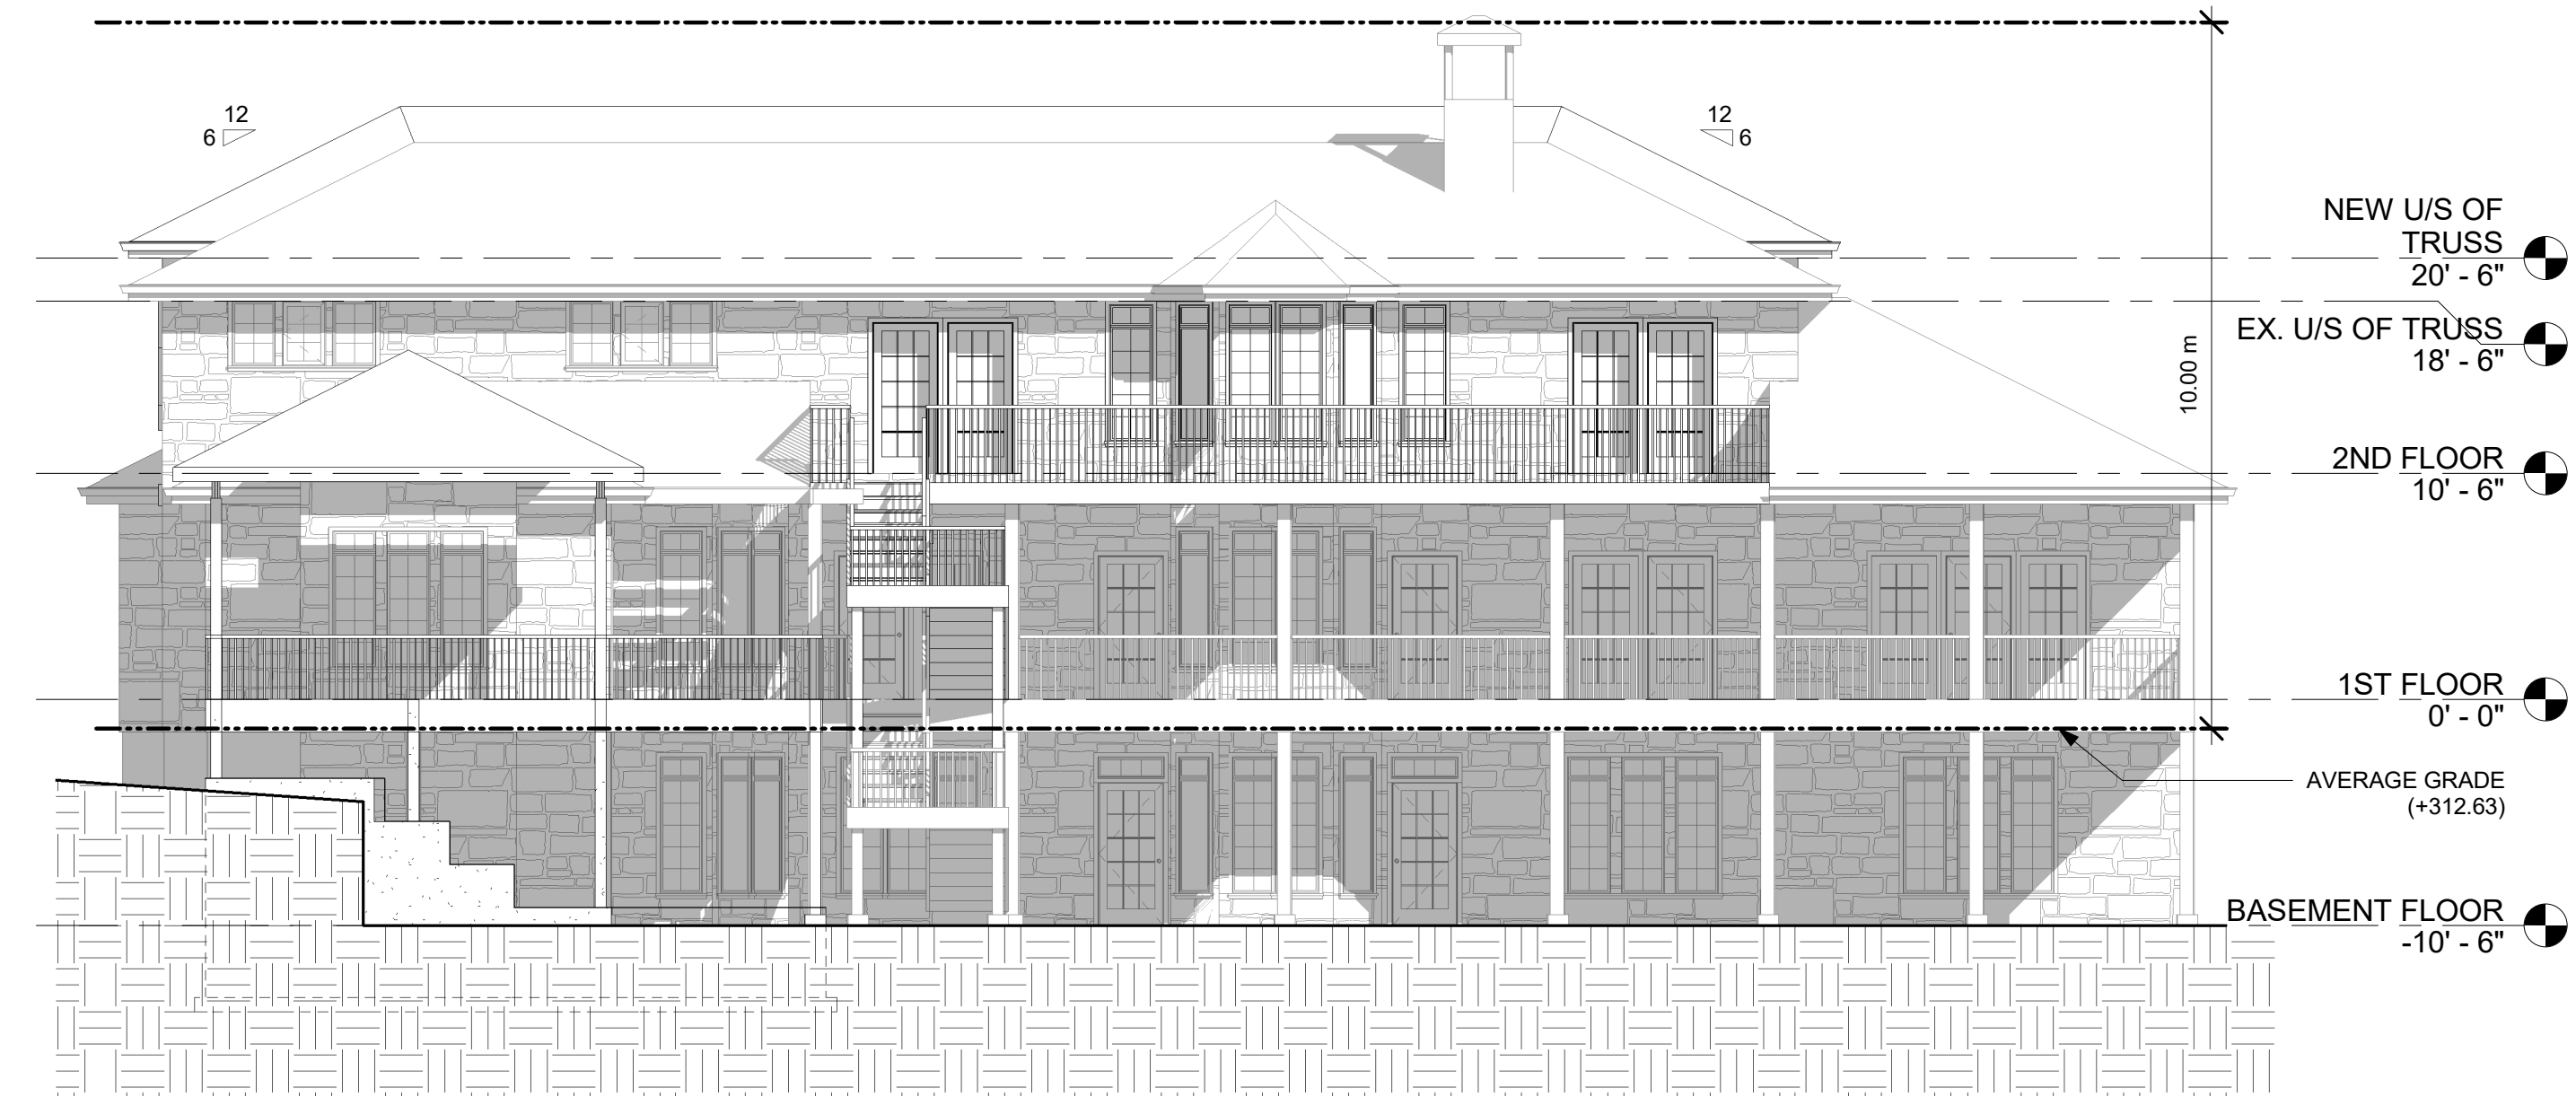 12
6
12
6
NEW U/S OF
TRUSS
20' - 6"
EX. U/S OF TRUSS
18' - 6"
10.00 m
2ND FLOOR
10' - 6"
1ST FLOOR
0' - 0"
AVERAGE GRADE
(+312.63)
BASEMENT FLOOR
-10' - 6"